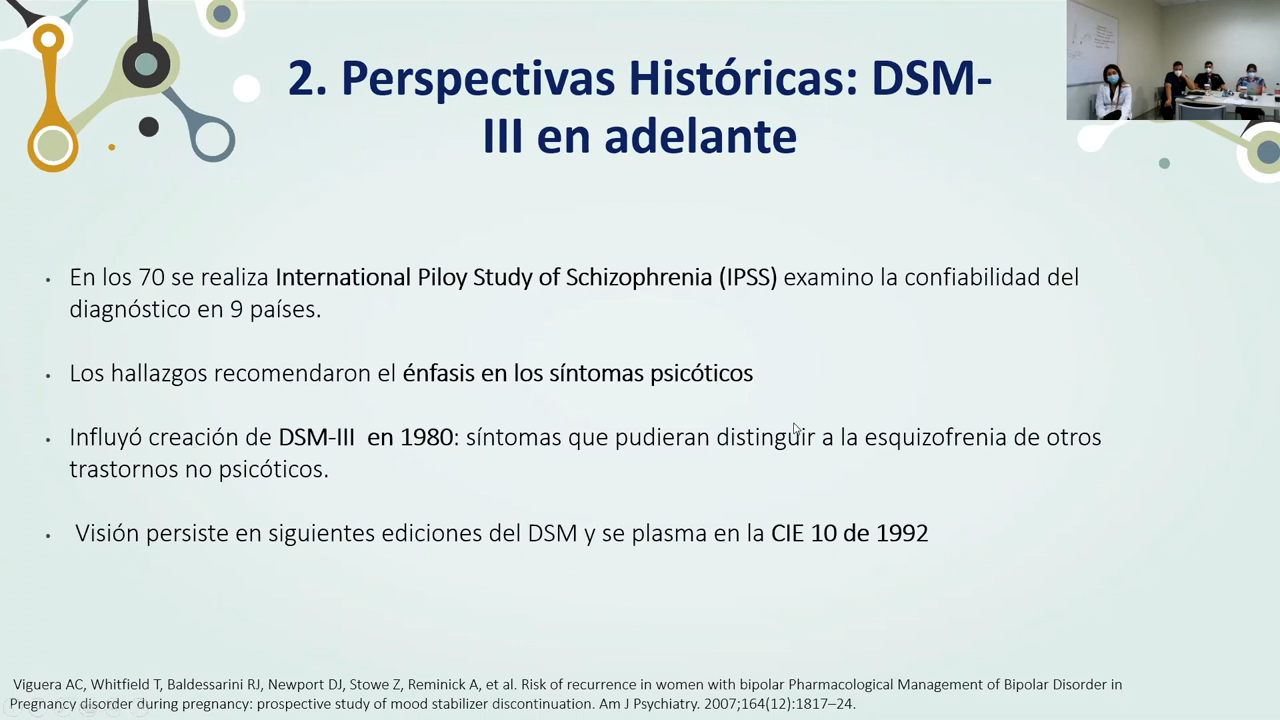 2. Perspectivas Históricas: DSM-
III en adelante
En los 70 se realiza International Piloy Study of Schizophrenia (IPSS) examino la confiabilidad del
diagnóstico en 9 países.
Los hallazgos recomendaron el énfasis en los síntomas psicóticos
Influyó creación de DSM-III en 1980: síntomas que pudieran distinguir a la esquizofrenia de otros
trastornos no psicóticos.
Visión persiste en siguientes ediciones del DSM y se plasma en la CIE 10 de 1992
Viguera AC, Whitfield T, Baldessarini RJ, Newport DJ, Stowe Z, Reminick A, et al. Risk of recurrence in women with bipolar Pharmacological Management of Bipolar Disorder in
Pregnancy disorder during pregnancy: prospective study of mood stabilizer discontinuation. Am J Psychiatry. 2007;164(12):1817–24.